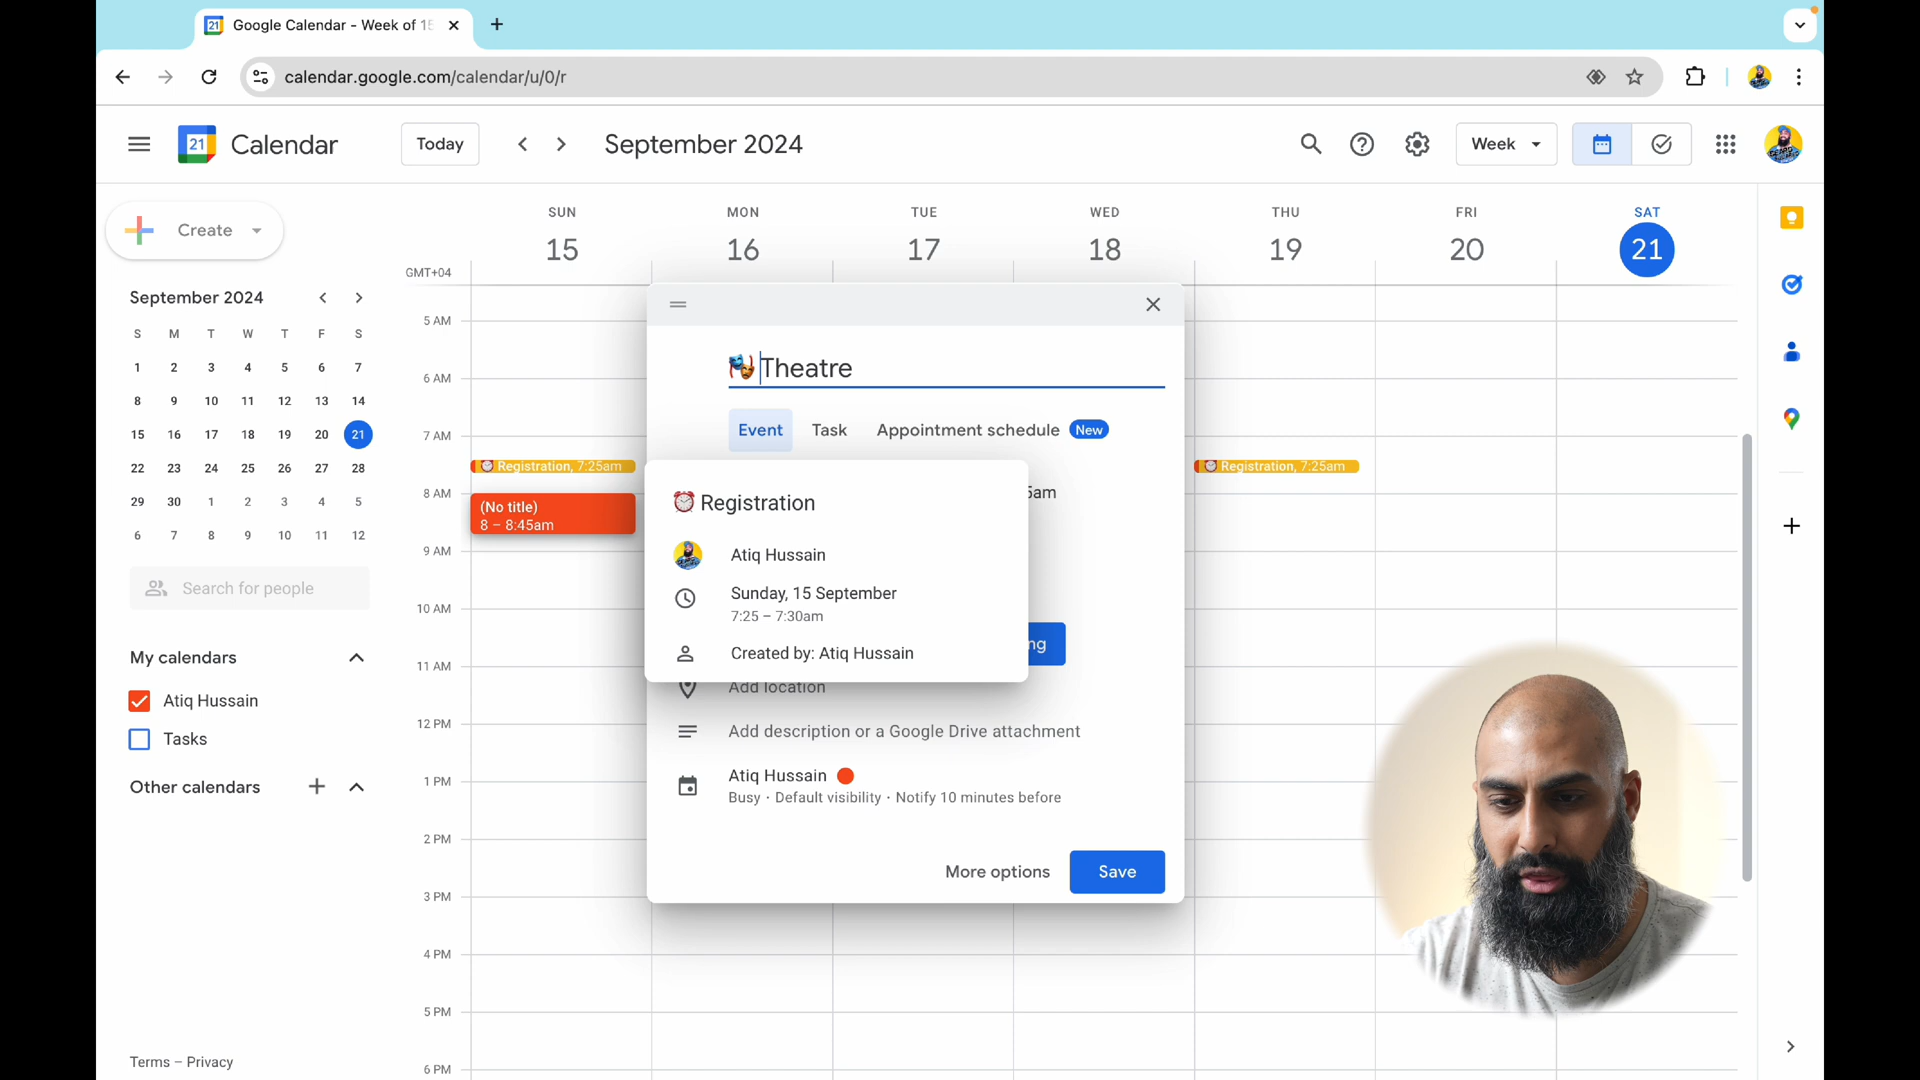 Google Calendar - Week of 15
calendar.google.com/calendar/u/0/r
21 Calendar
Today
September 2024
Week
Create
GMT+04
SUN MON TUE WED THU FRI SAT
15 16 17 18 19 20 21
September 2024
S M T W T F S
1 2 3 4 5 6 7
8 9 10 11 12 13 14
15 16 17 18 19 20 21
22 23 24 25 26 27 28
29 30 1 2 3 4 5
6 7 8 9 10 11 12
Search for people
My calendars
Atiq Hussain
Tasks
Other calendars
Terms – Privacy
5 AM
6 AM
7 AM
8 AM
9 AM
10 AM
11 AM
12 PM
1 PM
2 PM
3 PM
4 PM
5 PM
6 PM
⏰ Registration, 7:25am
(No title)
8 – 8:45am
⏰ Registration, 7:25am
🎭 Theatre
Event Task Appointment schedule New
5am
⏰ Registration
Atiq Hussain
Sunday, 15 September
7:25 – 7:30am
Created by: Atiq Hussain
ng
Add location
Add description or a Google Drive attachment
Atiq Hussain
Busy · Default visibility · Notify 10 minutes before
More options Save